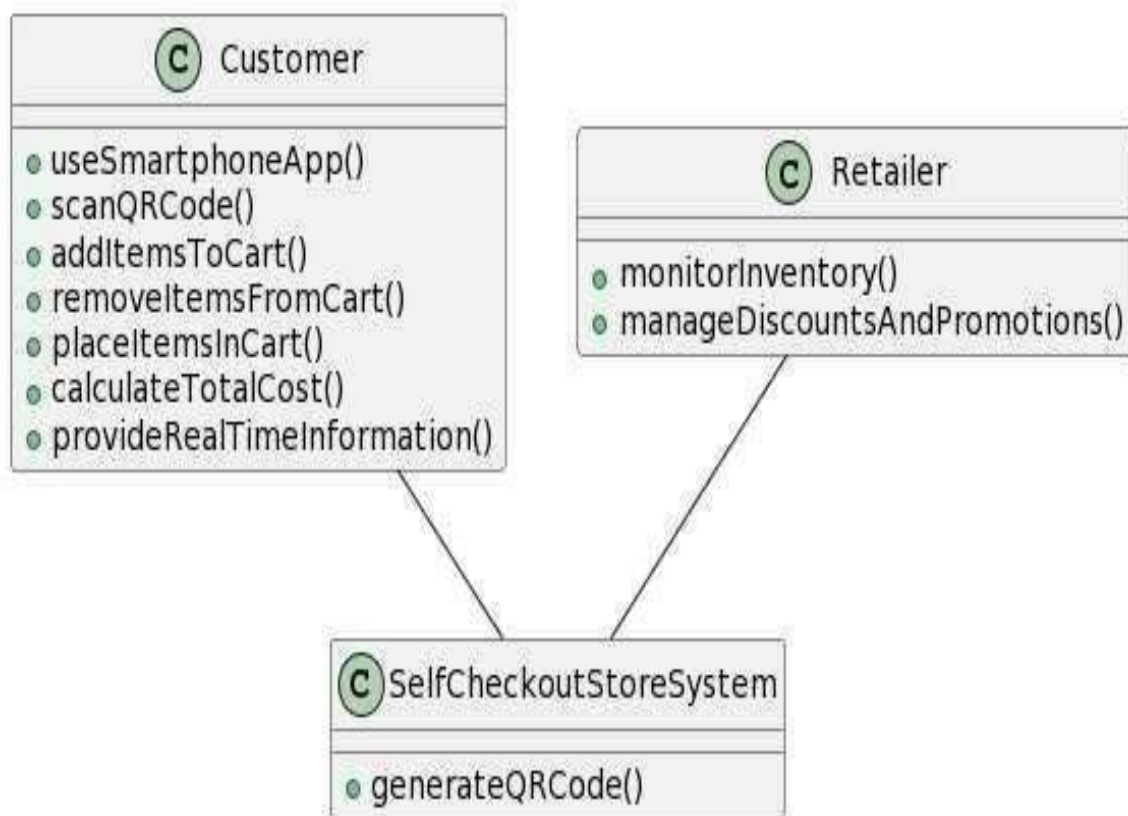 C Customer
useSmartphoneApp()
scanQRCode()
addItemsToCart()
removeItemsFromCart()
placeItemsInCart()
calculateTotalCost()
provideRealTimeInformation()
C Retailer
monitorInventory()
manageDiscountsAndPromotions()
C SelfCheckoutStoreSystem
generateQRCode()